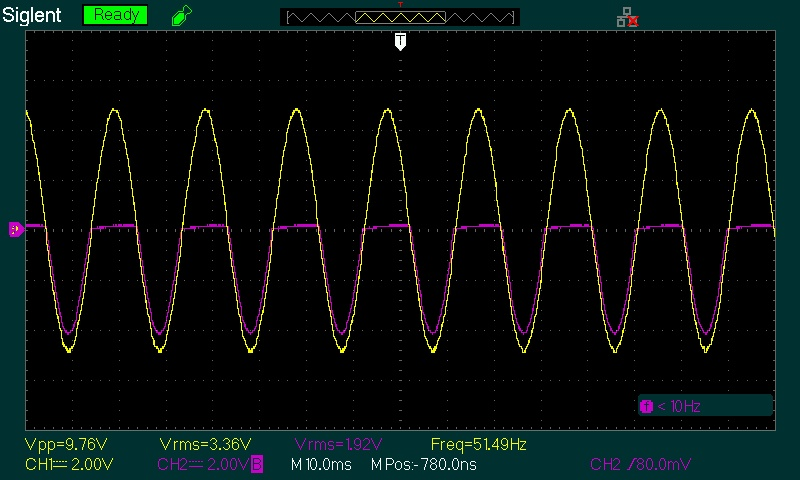 Siglent Ready T
T
< 10Hz
Vpp=9.76V Vrms=3.36V Vrms=1.92V Freq=51.49Hz
CH1 2.00V CH2 2.00V B M 10.0ms M Pos:-780.0ns CH2 /80.0mV